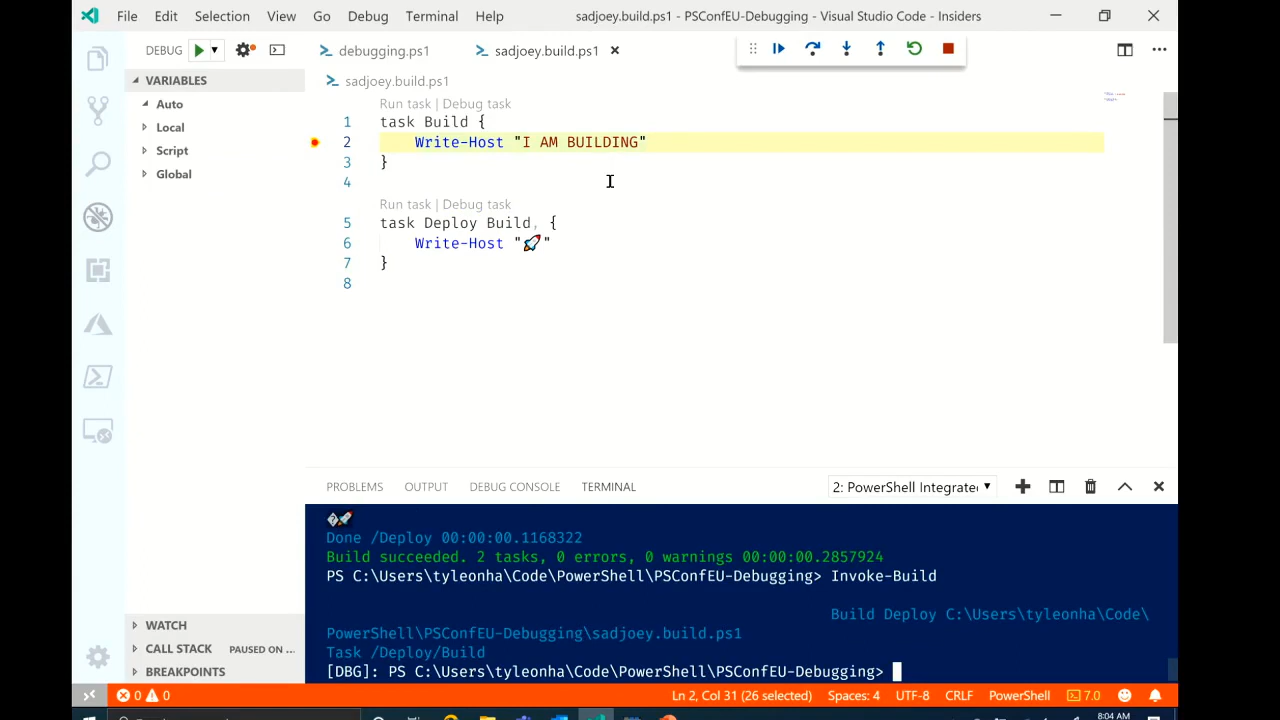 File Edit Selection View Go Debug Terminal Help sadjoey.build.ps1 - PSConfEU-Debugging - Visual Studio Code - Insiders
DEBUG debugging.ps1 sadjoey.build.ps1
VARIABLES
Auto
Local
Script
Global
sadjoey.build.ps1
Run task | Debug task
1 task Build {
2 Write-Host "I AM BUILDING"
3 }
4
Run task | Debug task
5 task Deploy Build, {
6 Write-Host "🚀"
7 }
8
PROBLEMS OUTPUT DEBUG CONSOLE TERMINAL 2: PowerShell Integrate
�🚀
Done /Deploy 00:00:00.1168322
Build succeeded. 2 tasks, 0 errors, 0 warnings 00:00:00.2857924
PS C:\Users\tyleonha\Code\PowerShell\PSConfEU-Debugging> Invoke-Build
Build Deploy C:\Users\tyleonha\Code\
PowerShell\PSConfEU-Debugging\sadjoey.build.ps1
Task /Deploy/Build
[DBG]: PS C:\Users\tyleonha\Code\PowerShell\PSConfEU-Debugging>
WATCH
CALL STACK PAUSED ON ...
BREAKPOINTS
0 0 Ln 2, Col 31 (26 selected) Spaces: 4 UTF-8 CRLF PowerShell 7.0
8:04 AM